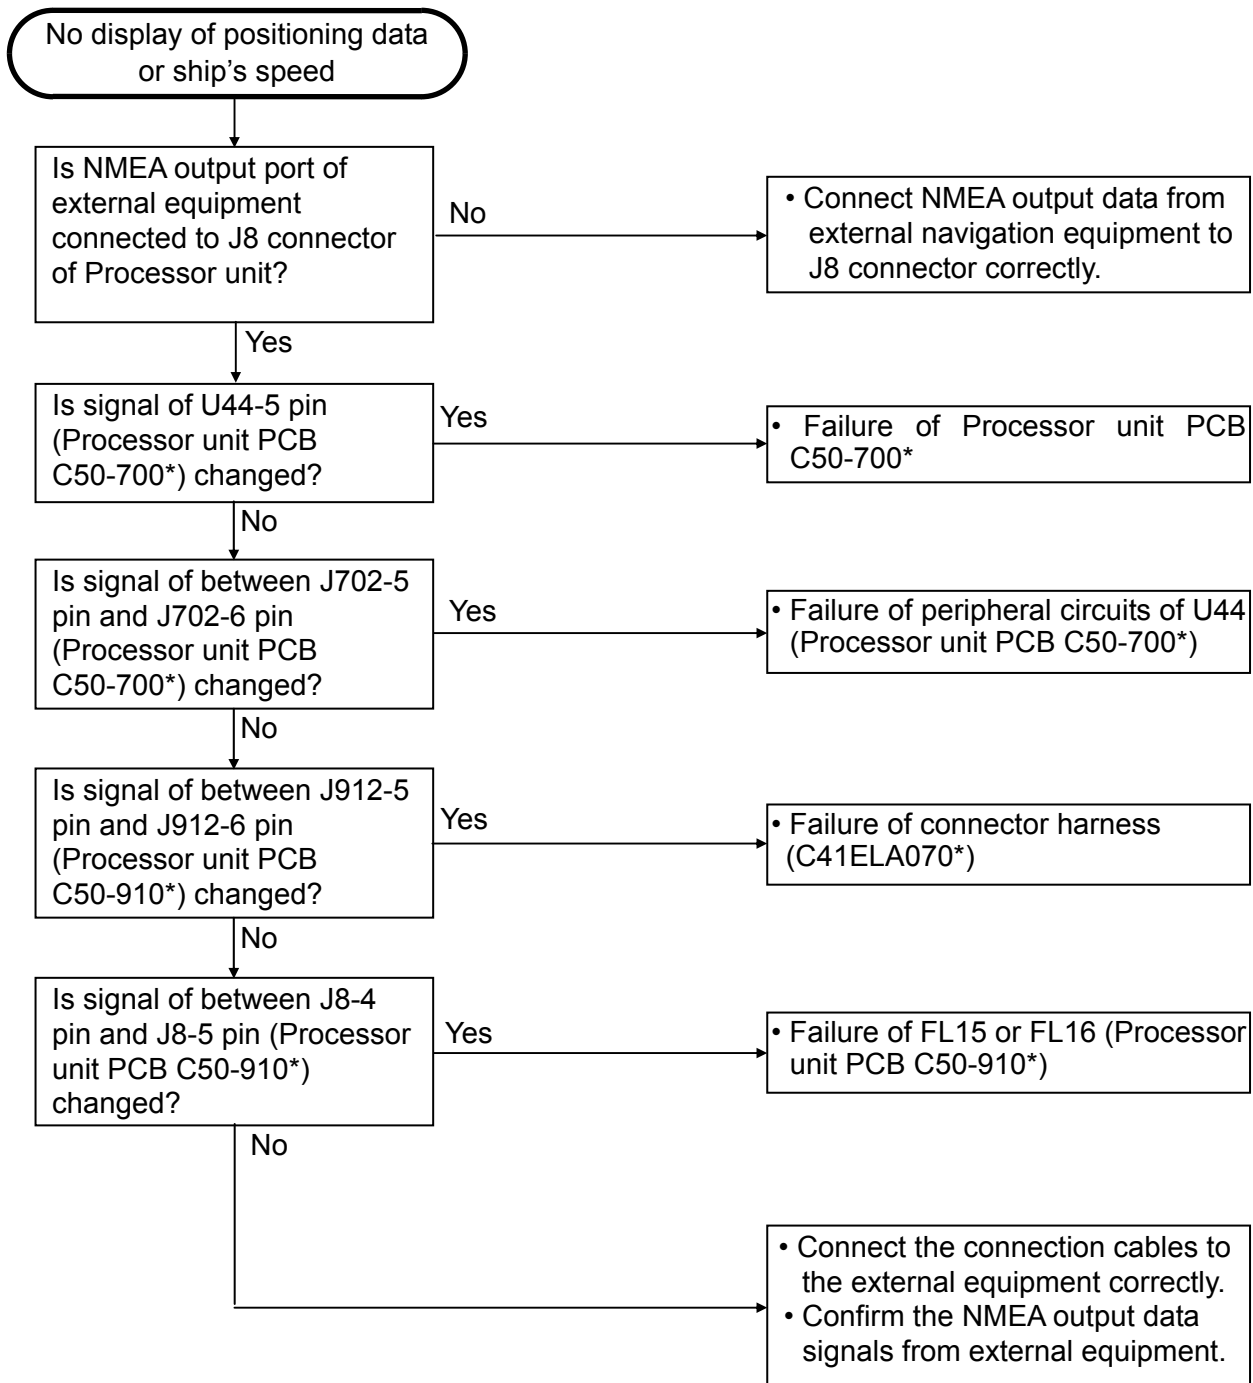 No display of positioning data
or ship’s speed
Is NMEA output port of
external equipment
connected to J8 connector
of Processor unit?
No
• Connect NMEA output data from
external navigation equipment to
J8 connector correctly.
Yes
Is signal of U44-5 pin
(Processor unit PCB
C50-700*) changed?
Yes
• Failure of Processor unit PCB
C50-700*
No
Is signal of between J702-5
pin and J702-6 pin
(Processor unit PCB
C50-700*) changed?
Yes
• Failure of peripheral circuits of U44
(Processor unit PCB C50-700*)
No
Is signal of between J912-5
pin and J912-6 pin
(Processor unit PCB
C50-910*) changed?
Yes
• Failure of connector harness
(C41ELA070*)
No
Is signal of between J8-4
pin and J8-5 pin (Processor
unit PCB C50-910*)
changed?
Yes
• Failure of FL15 or FL16 (Processor
unit PCB C50-910*)
No
• Connect the connection cables to
the external equipment correctly.
• Confirm the NMEA output data
signals from external equipment.